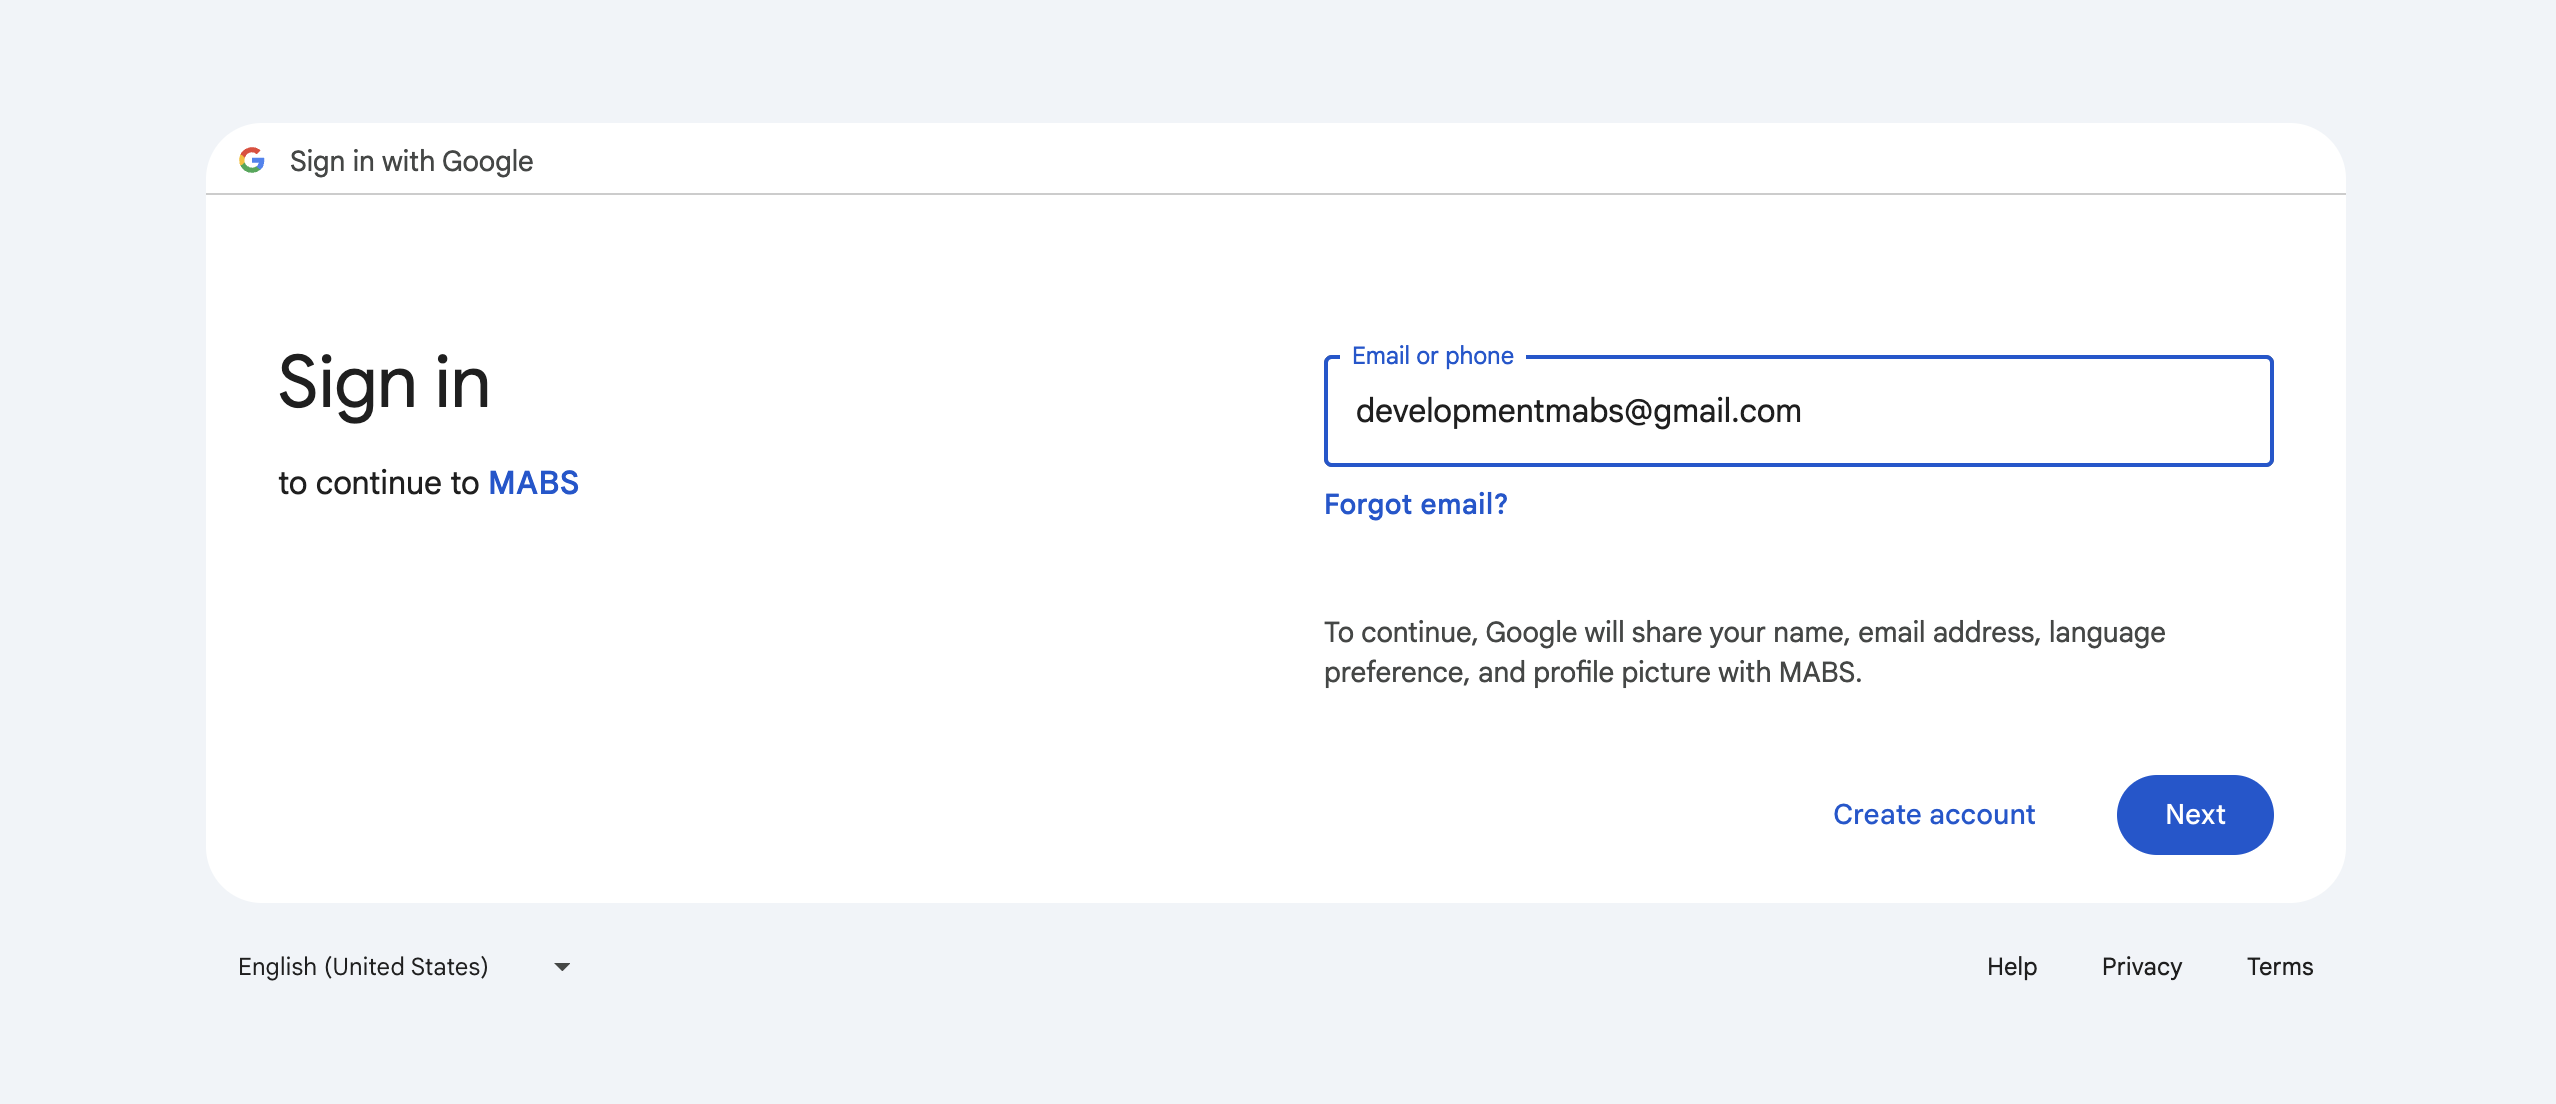 Sign in with Google
Sign in
to continue to MABS
Email or phone
developmentmabs@gmail.com
Forgot email?
To continue, Google will share your name, email address, language
preference, and profile picture with MABS.
Create account
Next
English (United States)
Help
Privacy
Terms